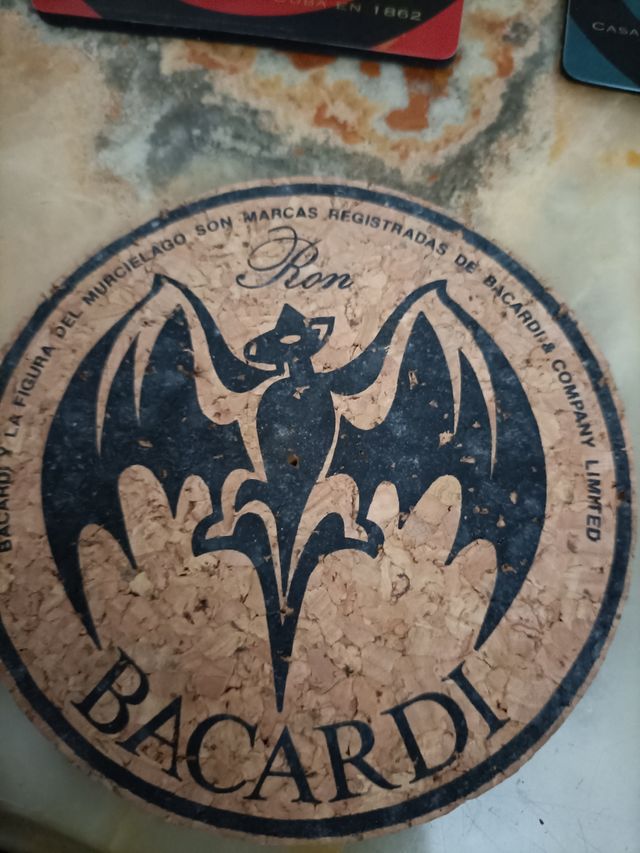 CUBA EN 1862
CASA
BACARDI Y LA FIGURA DEL MURCIELAGO SON MARCAS REGISTRADAS DE BACARDI & COMPANY LIMITED
Ron
BACARDI